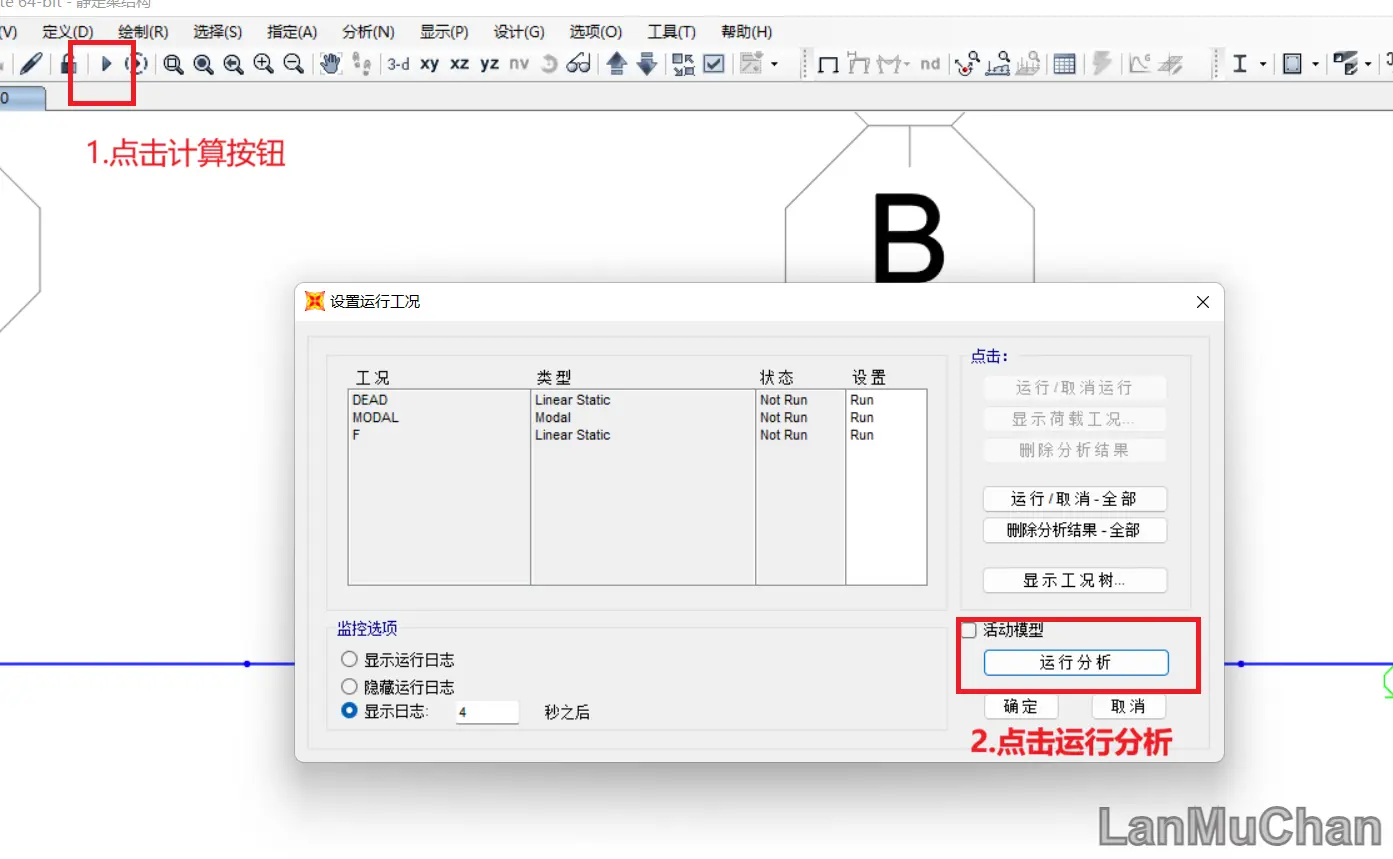 te 64-bit - 静定梁结构
(V) 定义(D) 绘制(R) 选择(S) 指定(A) 分析(N) 显示(P) 设计(G) 选项(O) 工具(T) 帮助(H)
3-d xy xz yz nv nd
0
1.点击计算按钮
B
设置运行工况
工况 类型 状态 设置
DEAD Linear Static Not Run Run
MODAL Modal Not Run Run
F Linear Static Not Run Run
点击:
运行/取消运行
显示荷载工况...
删除分析结果
运行/取消-全部
删除分析结果-全部
显示工况树...
监控选项
显示运行日志
隐藏运行日志
显示日志: 4 秒之后
活动模型
运行分析
确定 取消
2.点击运行分析
LanMuChan